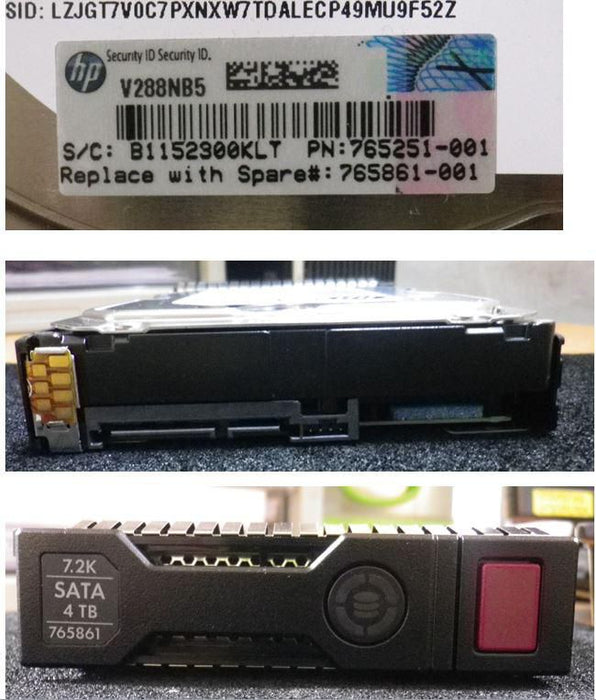 SID: LZJGT7V0C7PXNXW7TDALECP49MU9F52Z
hp Security ID Security ID.
V288NB5
S/C: B1152300KLT PN:765251-001
Replace with Spare#: 765861-001
7.2K
SATA
4 TB
765861